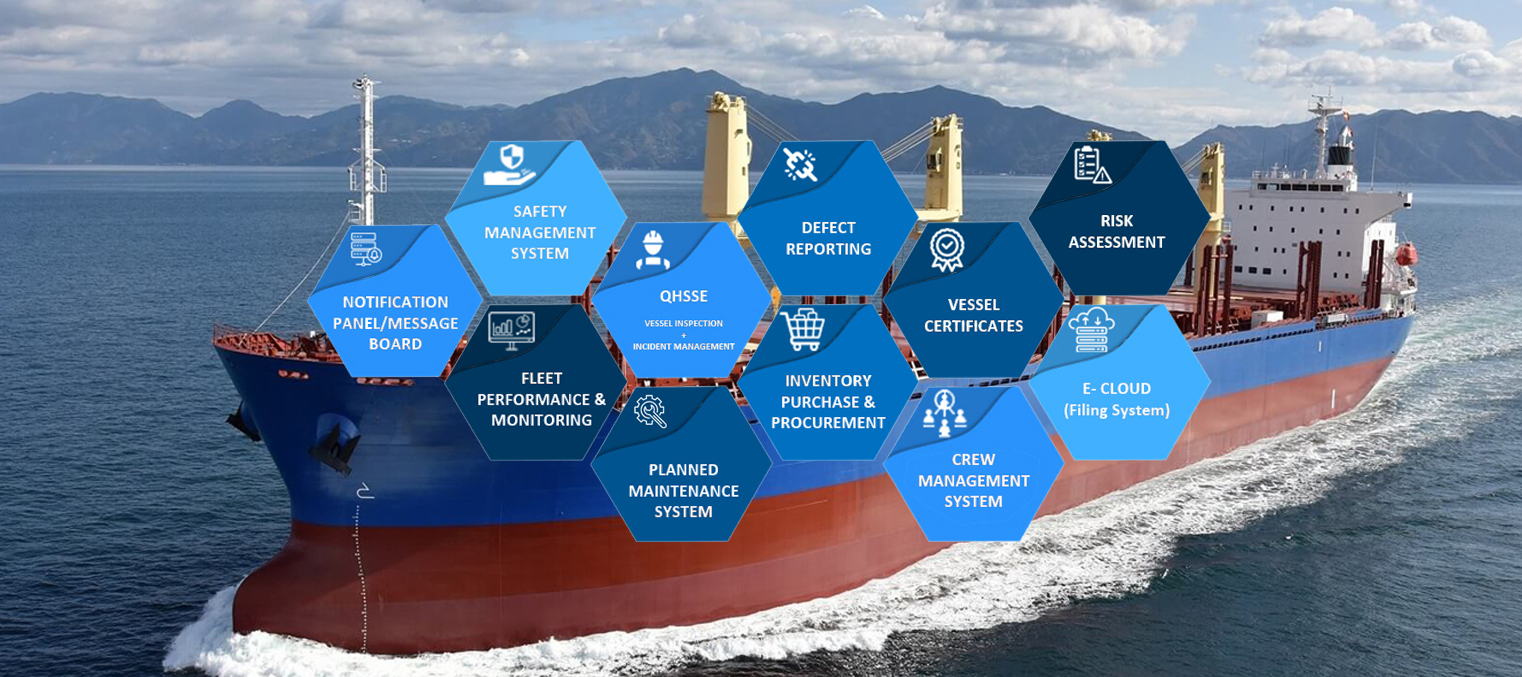 SAFETY
MANAGEMENT
SYSTEM
DEFECT
REPORTING
RISK
ASSESSMENT
NOTIFICATION
PANEL/MESSAGE
BOARD
QHSSE
VESSEL INSPECTION
+
INCIDENT MANAGEMENT
VESSEL
CERTIFICATES
FLEET
PERFORMANCE &
MONITORING
INVENTORY
PURCHASE &
PROCUREMENT
E- CLOUD
(Filing System)
PLANNED
MAINTENANCE
SYSTEM
CREW
MANAGEMENT
SYSTEM